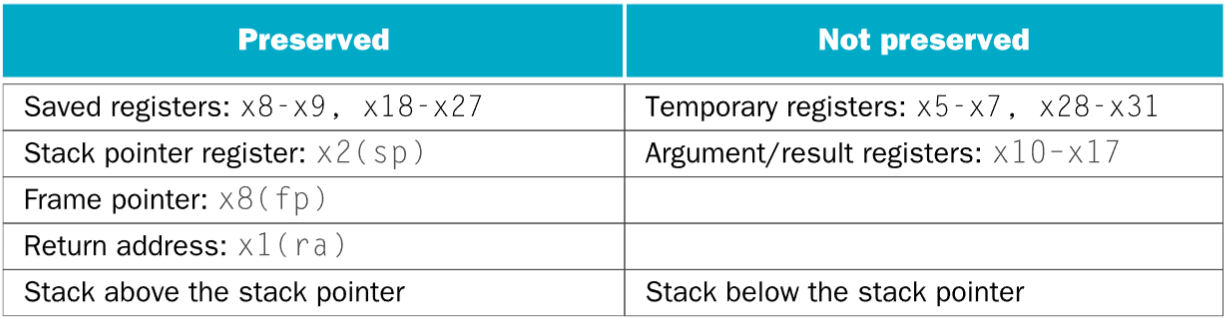 Preserved Not preserved
Saved registers: x8-x9, x18-x27 Temporary registers: x5-x7, x28-x31
Stack pointer register: x2(sp) Argument/result registers: x10-x17
Frame pointer: x8(fp)
Return address: x1(ra)
Stack above the stack pointer Stack below the stack pointer